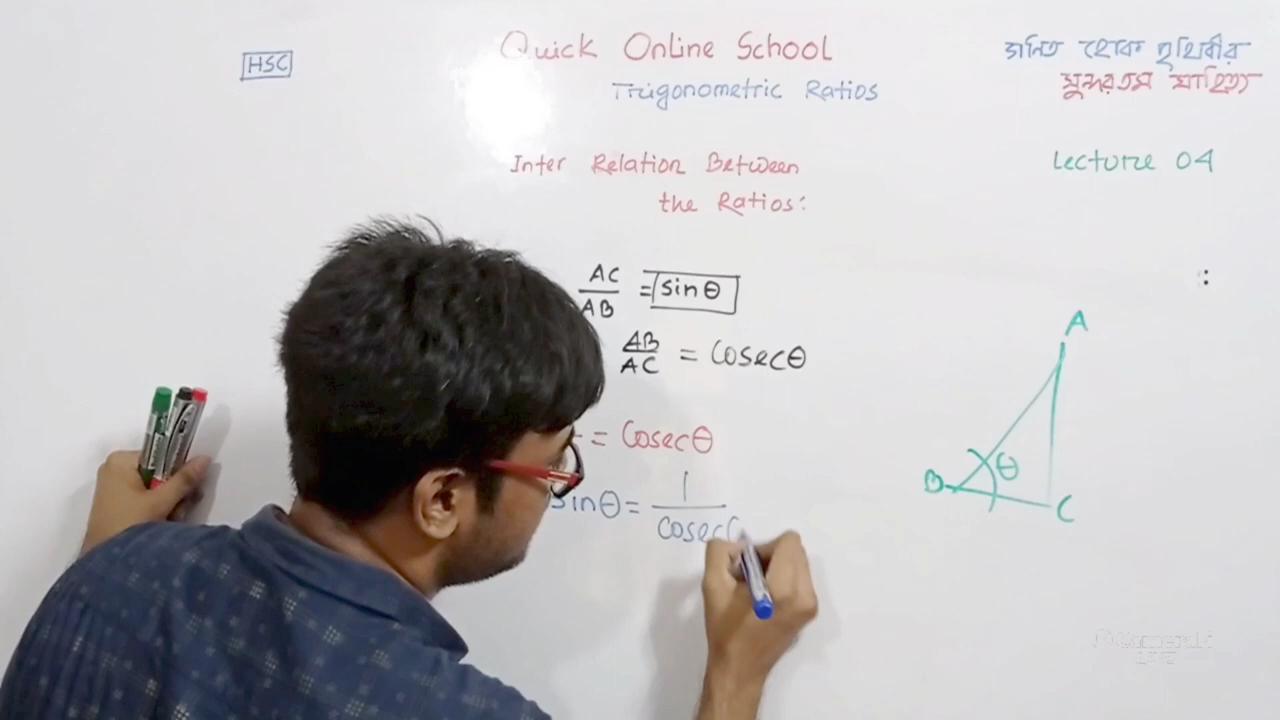 HSC
Quick Online School
Trigonometric Ratios
গনিত হোক পৃথিবীর
সুন্দরতম সাহিত্য
Inter Relation Between
the Ratios:
Lecture 04
AC/AB = sinθ
AB/AC = Cosecθ
= Cosecθ
sinθ = 1/cosec
A
B
θ
C